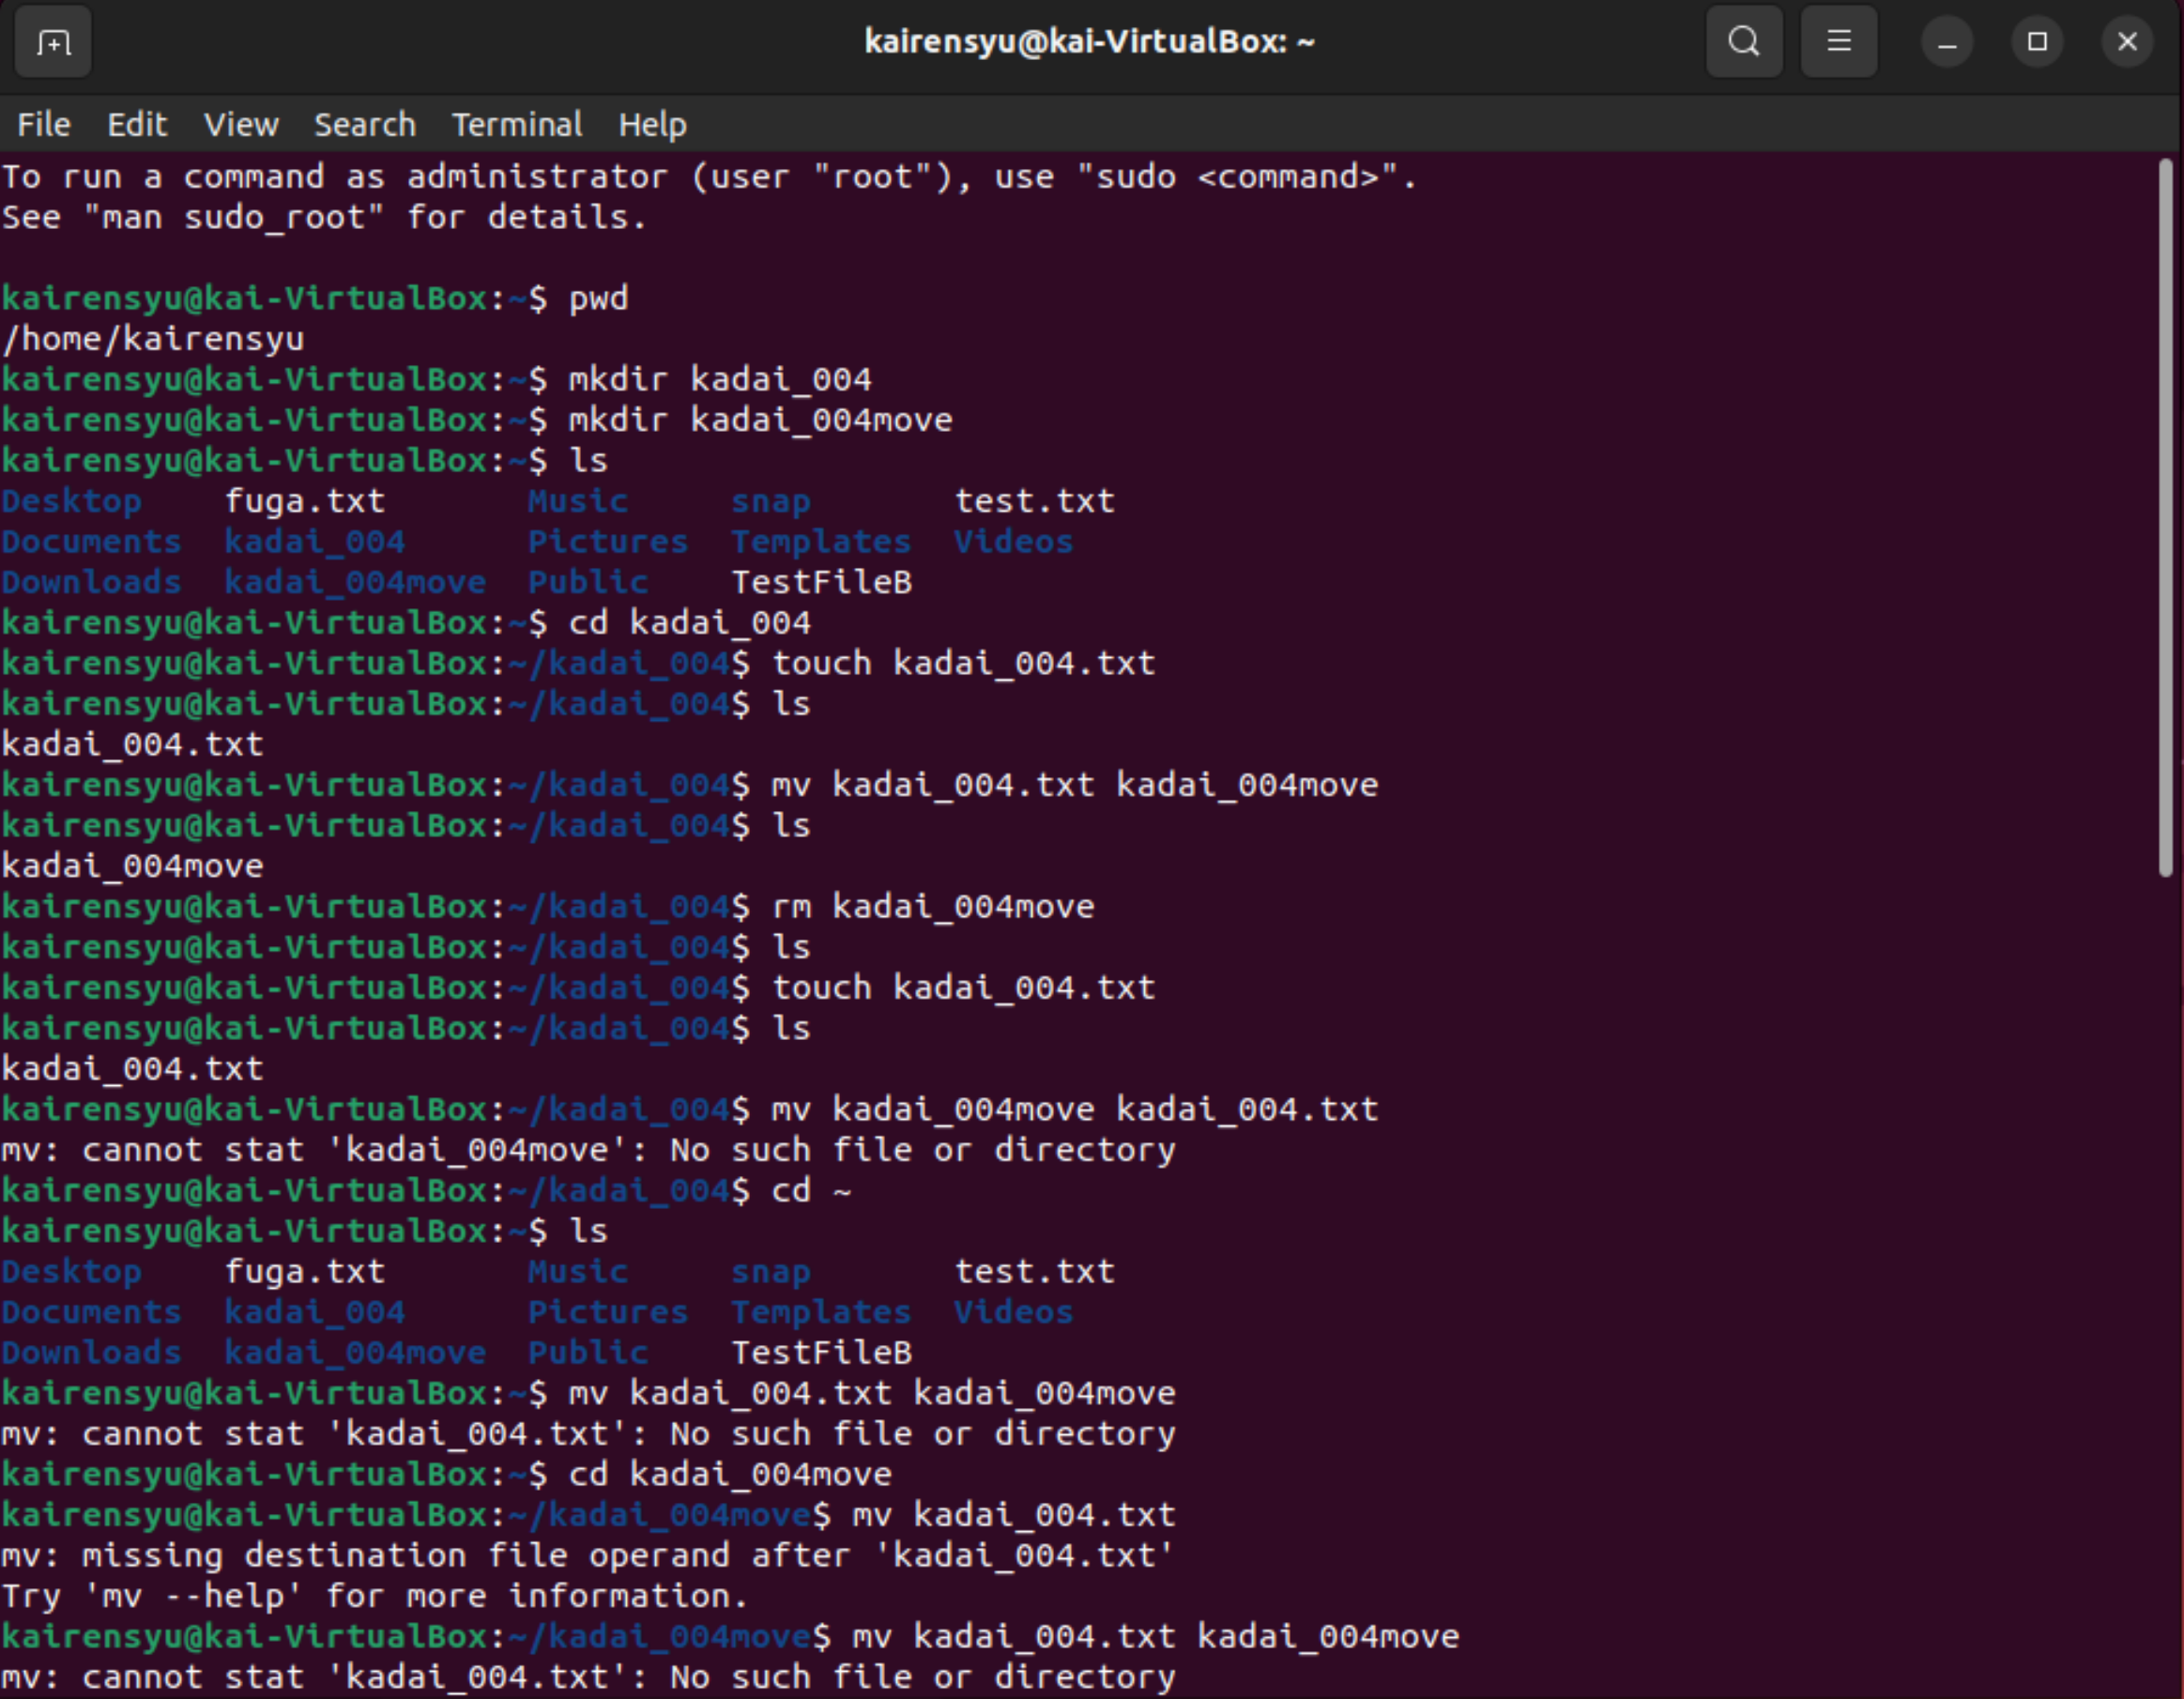 kairensyu@kai-VirtualBox: ~
File Edit View Search Terminal Help
To run a command as administrator (user "root"), use "sudo <command>".
See "man sudo_root" for details.
kairensyu@kai-VirtualBox:~$ pwd
/home/kairensyu
kairensyu@kai-VirtualBox:~$ mkdir kadai_004
kairensyu@kai-VirtualBox:~$ mkdir kadai_004move
kairensyu@kai-VirtualBox:~$ ls
Desktop fuga.txt Music snap test.txt
Documents kadai_004 Pictures Templates Videos
Downloads kadai_004move Public TestFileB
kairensyu@kai-VirtualBox:~$ cd kadai_004
kairensyu@kai-VirtualBox:~/kadai_004$ touch kadai_004.txt
kairensyu@kai-VirtualBox:~/kadai_004$ ls
kadai_004.txt
kairensyu@kai-VirtualBox:~/kadai_004$ mv kadai_004.txt kadai_004move
kairensyu@kai-VirtualBox:~/kadai_004$ ls
kadai_004move
kairensyu@kai-VirtualBox:~/kadai_004$ rm kadai_004move
kairensyu@kai-VirtualBox:~/kadai_004$ ls
kairensyu@kai-VirtualBox:~/kadai_004$ touch kadai_004.txt
kairensyu@kai-VirtualBox:~/kadai_004$ ls
kadai_004.txt
kairensyu@kai-VirtualBox:~/kadai_004$ mv kadai_004move kadai_004.txt
mv: cannot stat 'kadai_004move': No such file or directory
kairensyu@kai-VirtualBox:~/kadai_004$ cd ~
kairensyu@kai-VirtualBox:~$ ls
Desktop fuga.txt Music snap test.txt
Documents kadai_004 Pictures Templates Videos
Downloads kadai_004move Public TestFileB
kairensyu@kai-VirtualBox:~$ mv kadai_004.txt kadai_004move
mv: cannot stat 'kadai_004.txt': No such file or directory
kairensyu@kai-VirtualBox:~$ cd kadai_004move
kairensyu@kai-VirtualBox:~/kadai_004move$ mv kadai_004.txt
mv: missing destination file operand after 'kadai_004.txt'
Try 'mv --help' for more information.
kairensyu@kai-VirtualBox:~/kadai_004move$ mv kadai_004.txt kadai_004move
mv: cannot stat 'kadai_004.txt': No such file or directory